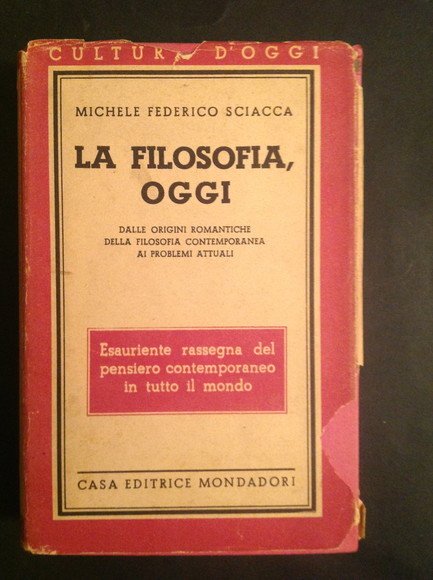 CULTURA D'OGGI
MICHELE FEDERICO SCIACCA
LA FILOSOFIA,
OGGI
DALLE ORIGINI ROMANTICHE
DELLA FILOSOFIA CONTEMPORANEA
AI PROBLEMI ATTUALI
Esauriente rassegna del
pensiero contemporaneo
in tutto il mondo
CASA EDITRICE MONDADORI